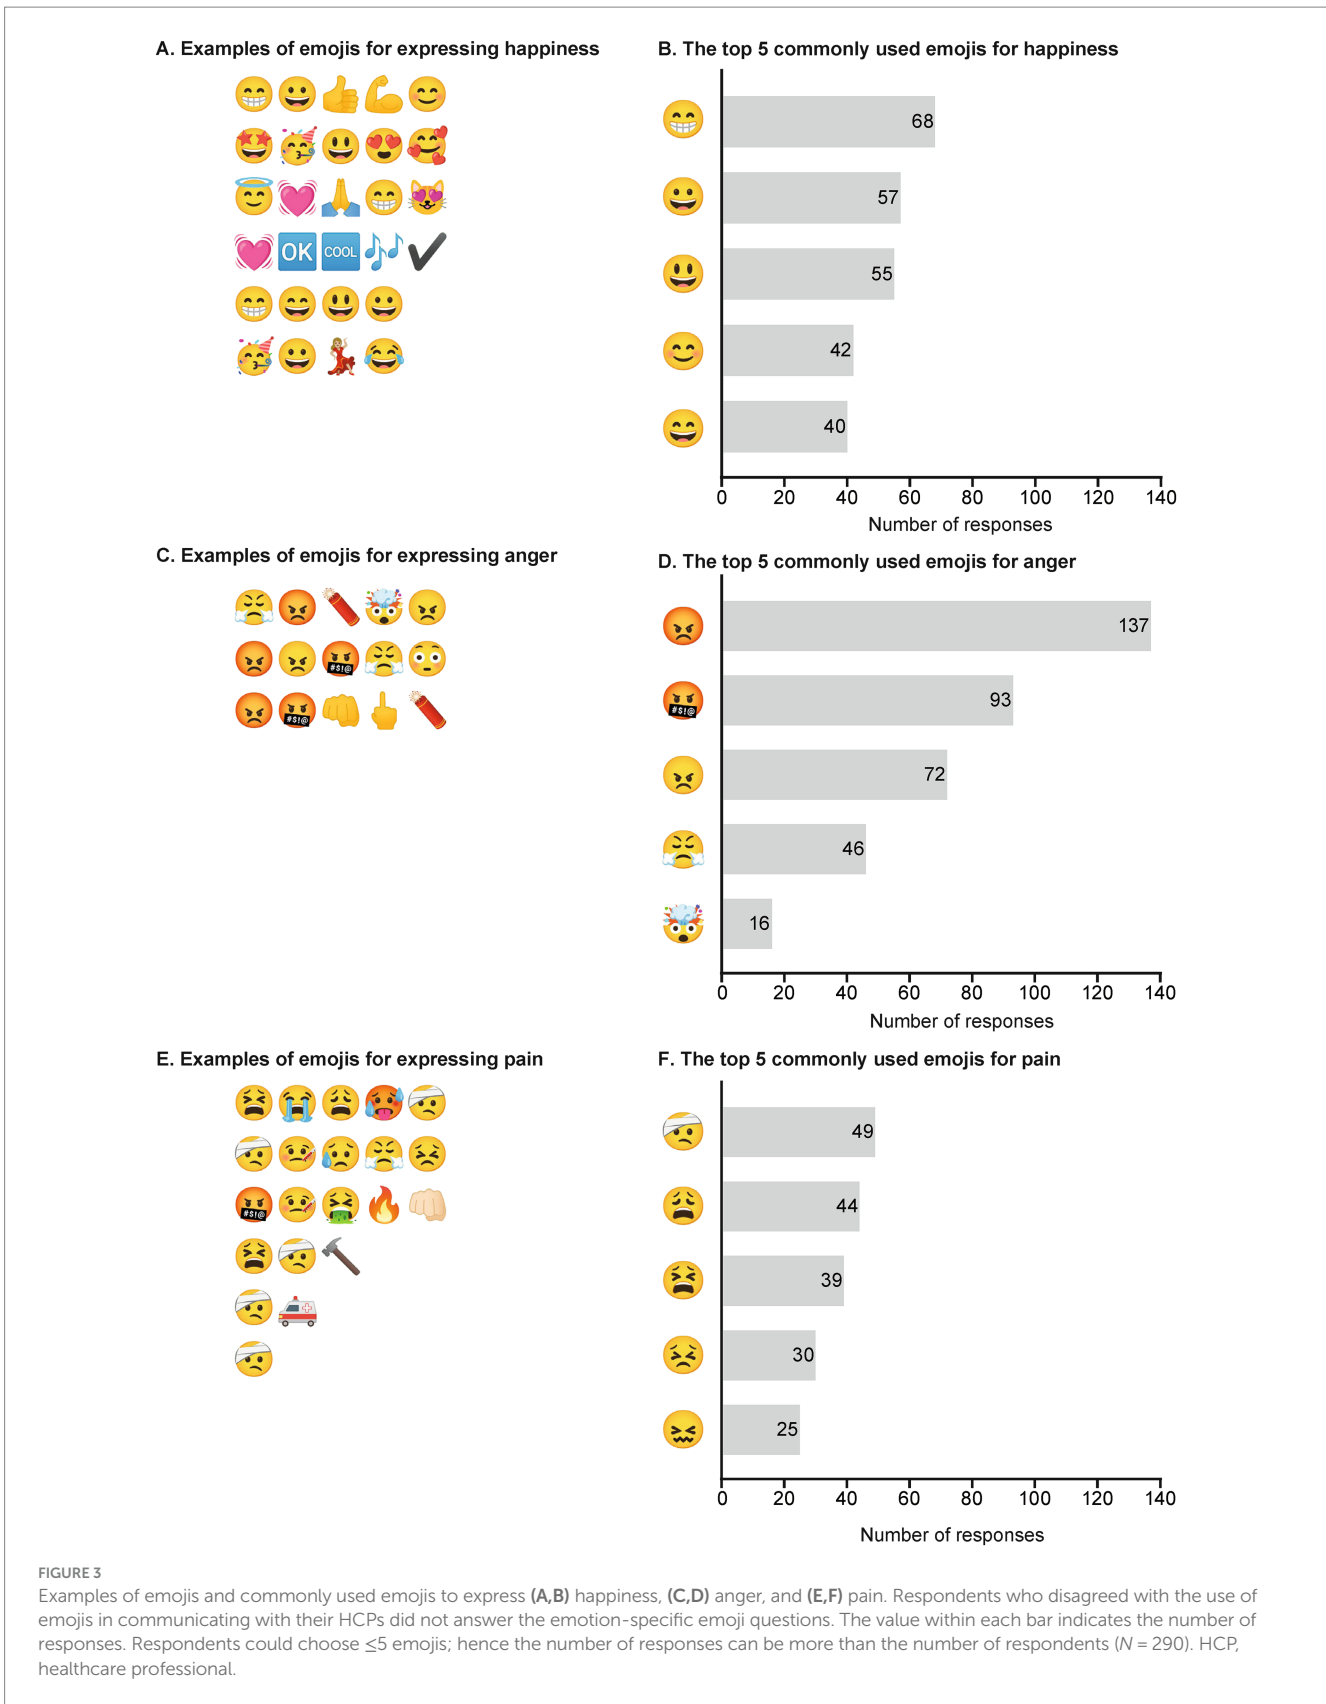 A. Examples of emojis for expressing happiness
OK COOL
B. The top 5 commonly used emojis for happiness
68
57
55
42
40
0 20 40 60 80 100 120 140
Number of responses
C. Examples of emojis for expressing anger
#$!@
#$!@
D. The top 5 commonly used emojis for anger
137
#$!@ 93
72
46
16
0 20 40 60 80 100 120 140
Number of responses
E. Examples of emojis for expressing pain
#$!@
F. The top 5 commonly used emojis for pain
49
44
39
30
25
0 20 40 60 80 100 120 140
Number of responses
FIGURE 3
Examples of emojis and commonly used emojis to express (A,B) happiness, (C,D) anger, and (E,F) pain. Respondents who disagreed with the use of
emojis in communicating with their HCPs did not answer the emotion-specific emoji questions. The value within each bar indicates the number of
responses. Respondents could choose ≤5 emojis; hence the number of responses can be more than the number of respondents (N = 290). HCP,
healthcare professional.